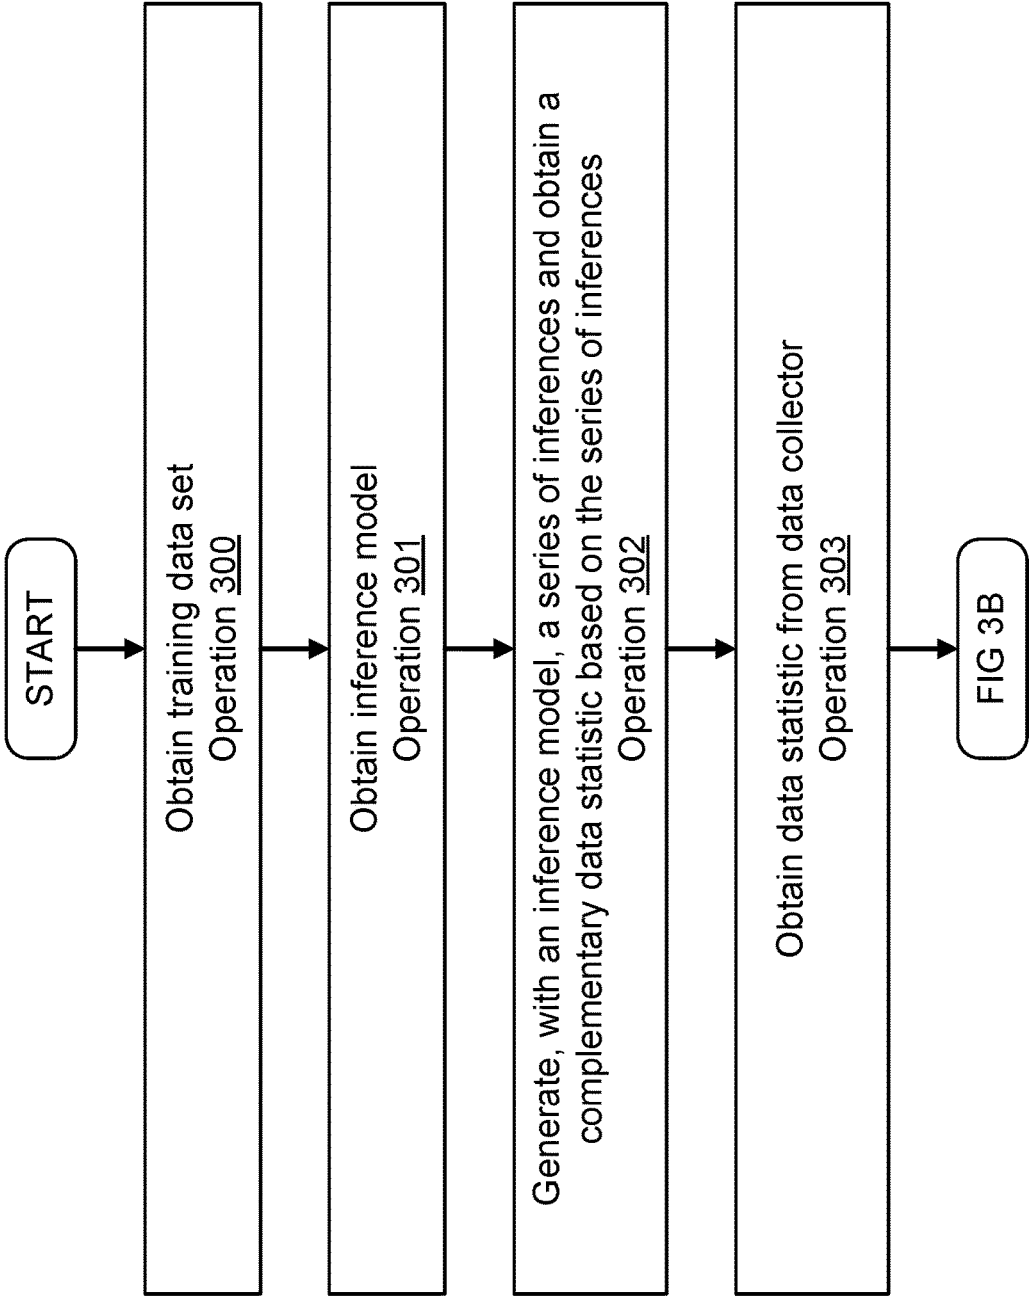 START
Obtain training data set
Operation 300
Obtain inference model
Operation 301
Generate, with an inference model, a series of inferences and obtain a
complementary data statistic based on the series of inferences
Operation 302
Obtain data statistic from data collector
Operation 303
FIG 3B